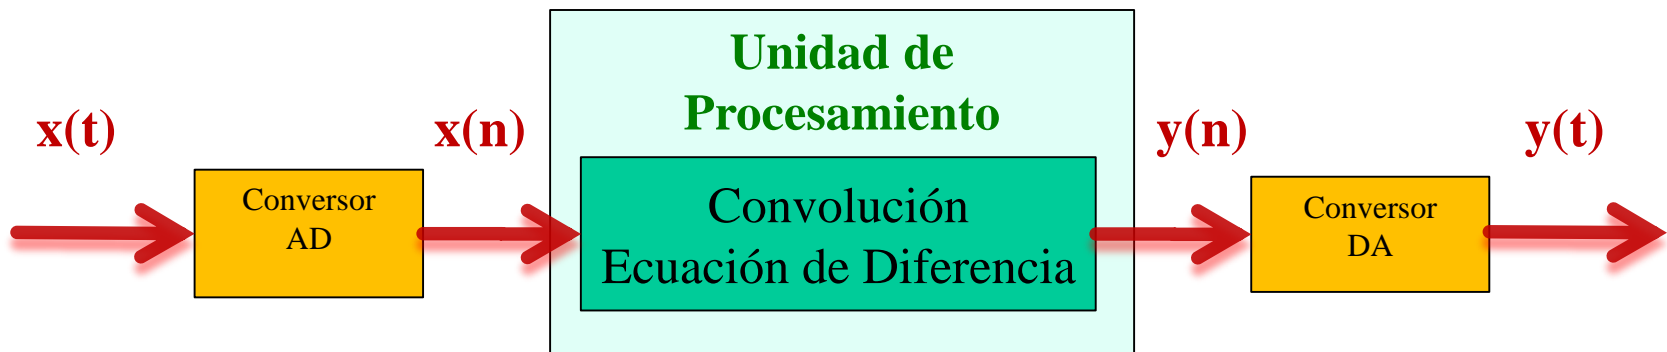 Unidad de
Procesamiento
x(t)
x(n)
y(n)
y(t)
Conversor
AD
Convolución
Ecuación de Diferencia
Conversor
DA